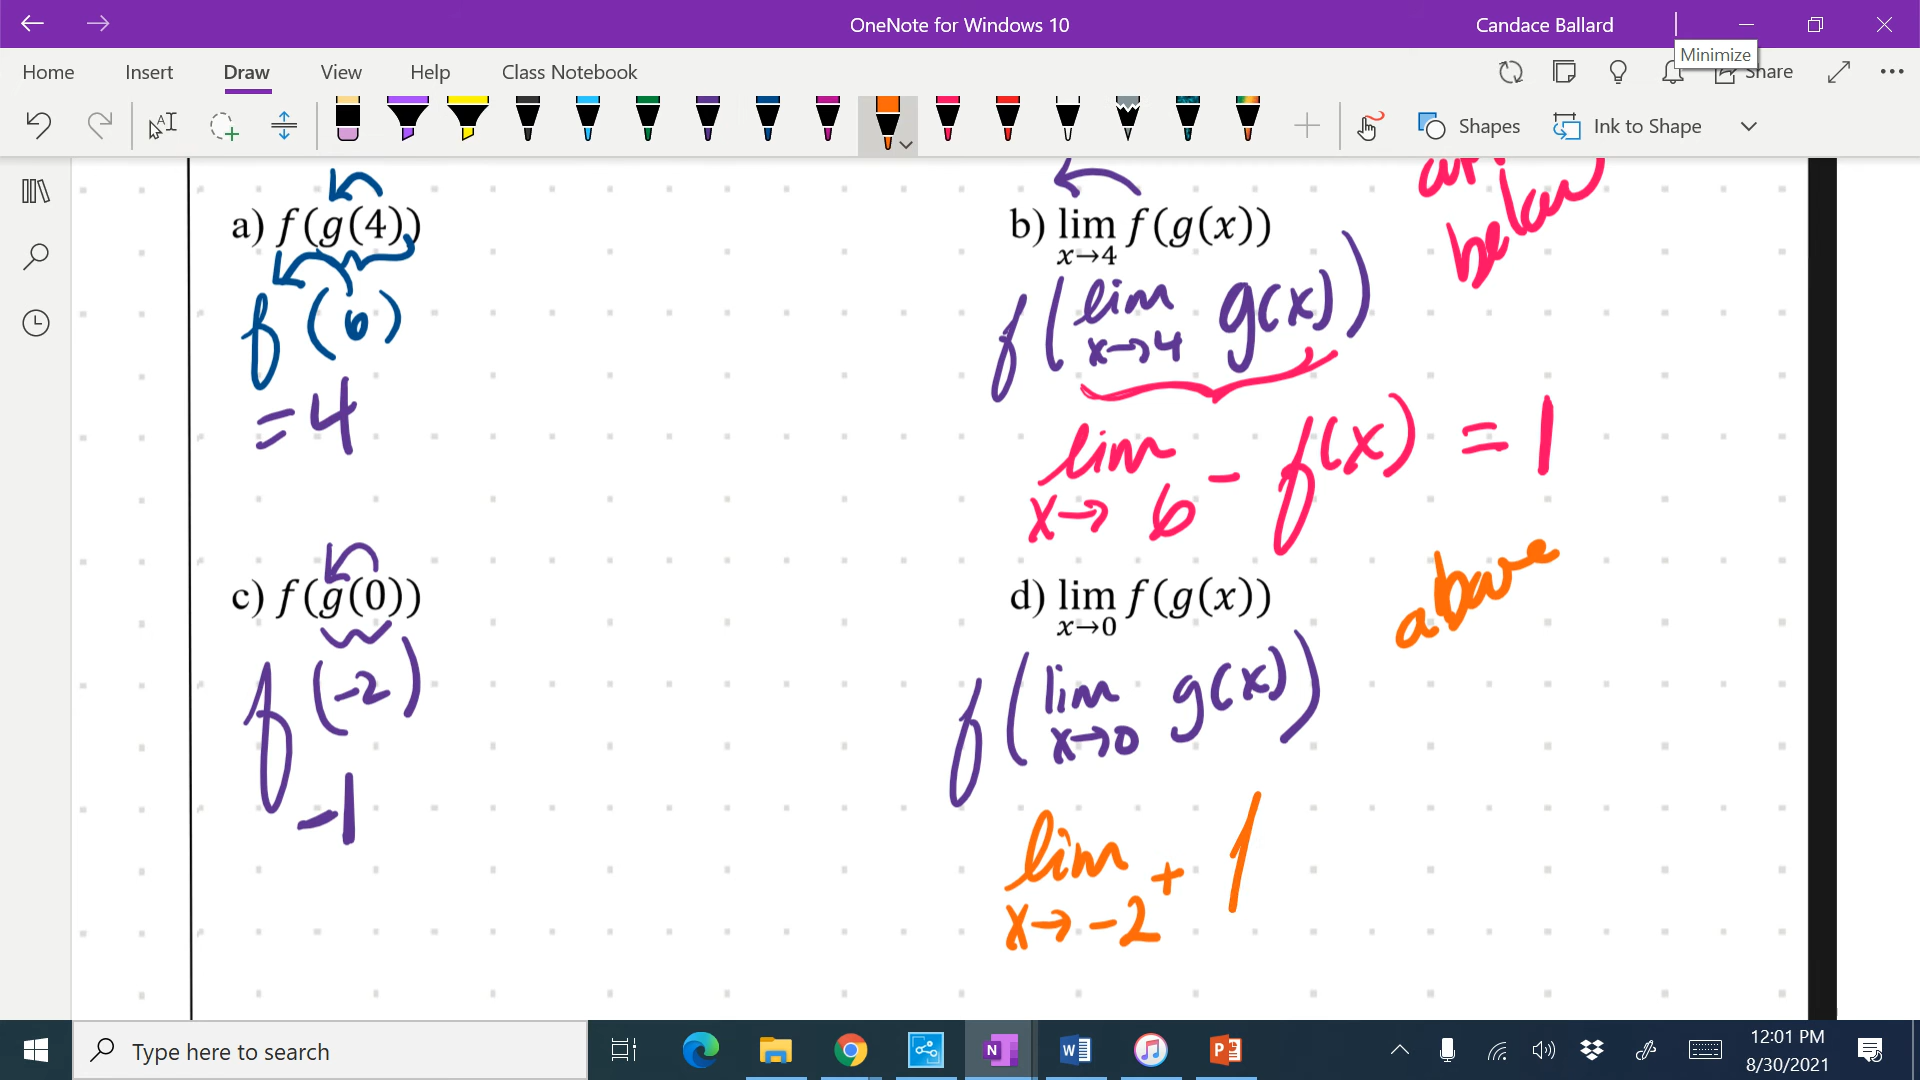 OneNote for Windows 10
Candace Ballard
Minimize
Home Insert Draw View Help Class Notebook
Share
Shapes
Ink to Shape
below
a) f(g(4))
f(6)
= 4
b) lim f(g(x))
x→4
f(lim g(x))
x→4
lim f(x) = 1
x→6⁻
c) f(g(0))
f(-2)
-1
above
d) lim f(g(x))
x→0
f(lim g(x))
x→0
lim
x→-2⁺
Type here to search
12:01 PM
8/30/2021